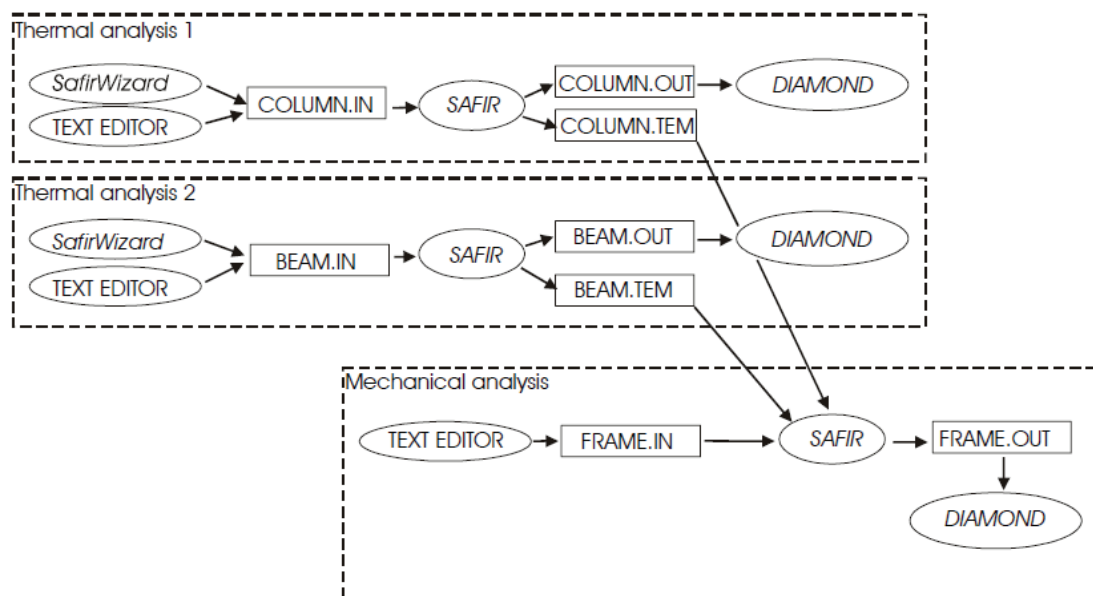 Thermal analysis 1
SafirWizard
TEXT EDITOR
COLUMN.IN
SAFIR
COLUMN.OUT
COLUMN.TEM
DIAMOND
Thermal analysis 2
SafirWizard
TEXT EDITOR
BEAM.IN
SAFIR
BEAM.OUT
BEAM.TEM
DIAMOND
Mechanical analysis
TEXT EDITOR
FRAME.IN
SAFIR
FRAME.OUT
DIAMOND